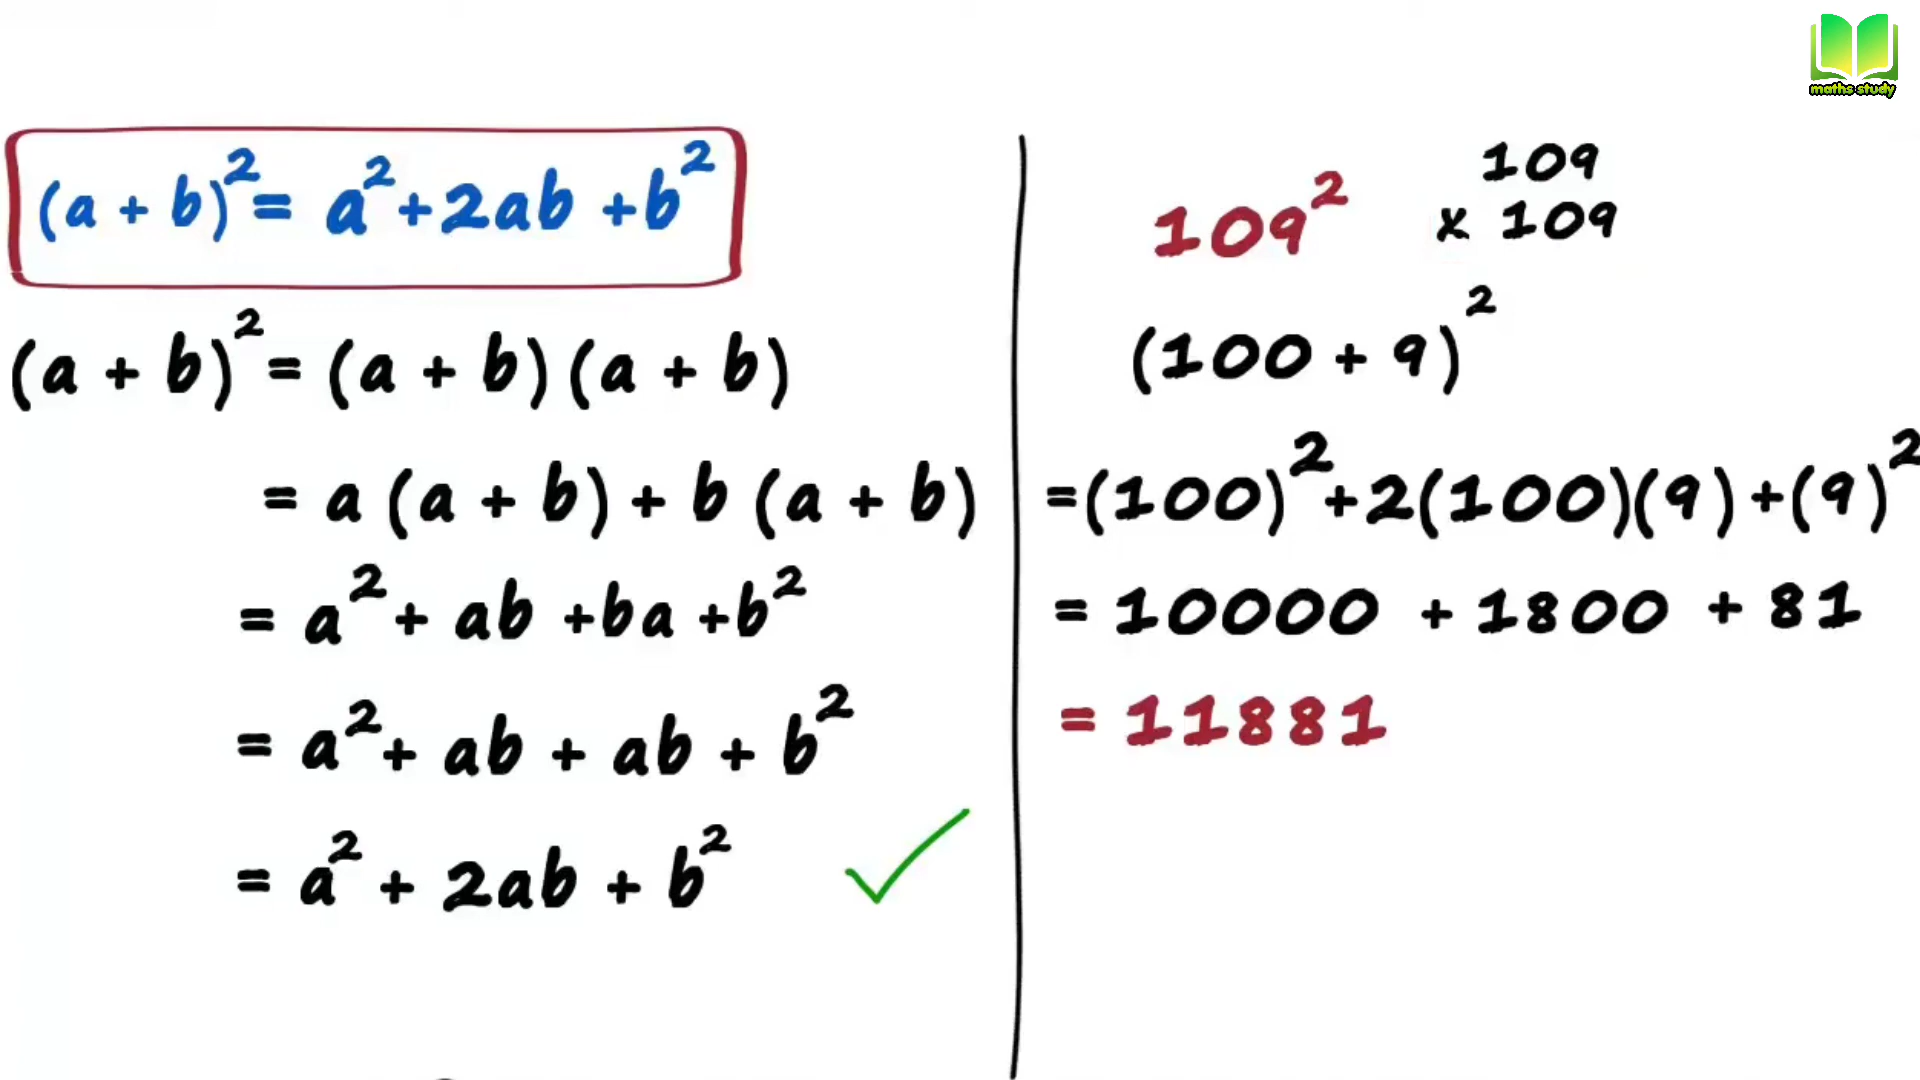 maths study
(a + b)² = a² + 2ab + b²
(a + b)² = (a + b) (a + b)
= a (a + b) + b (a + b)
= a² + ab + ba + b²
= a² + ab + ab + b²
= a² + 2ab + b²
109²
109
x 109
(100 + 9)²
= (100)² + 2(100)(9) + (9)²
= 10000 + 1800 + 81
= 11881